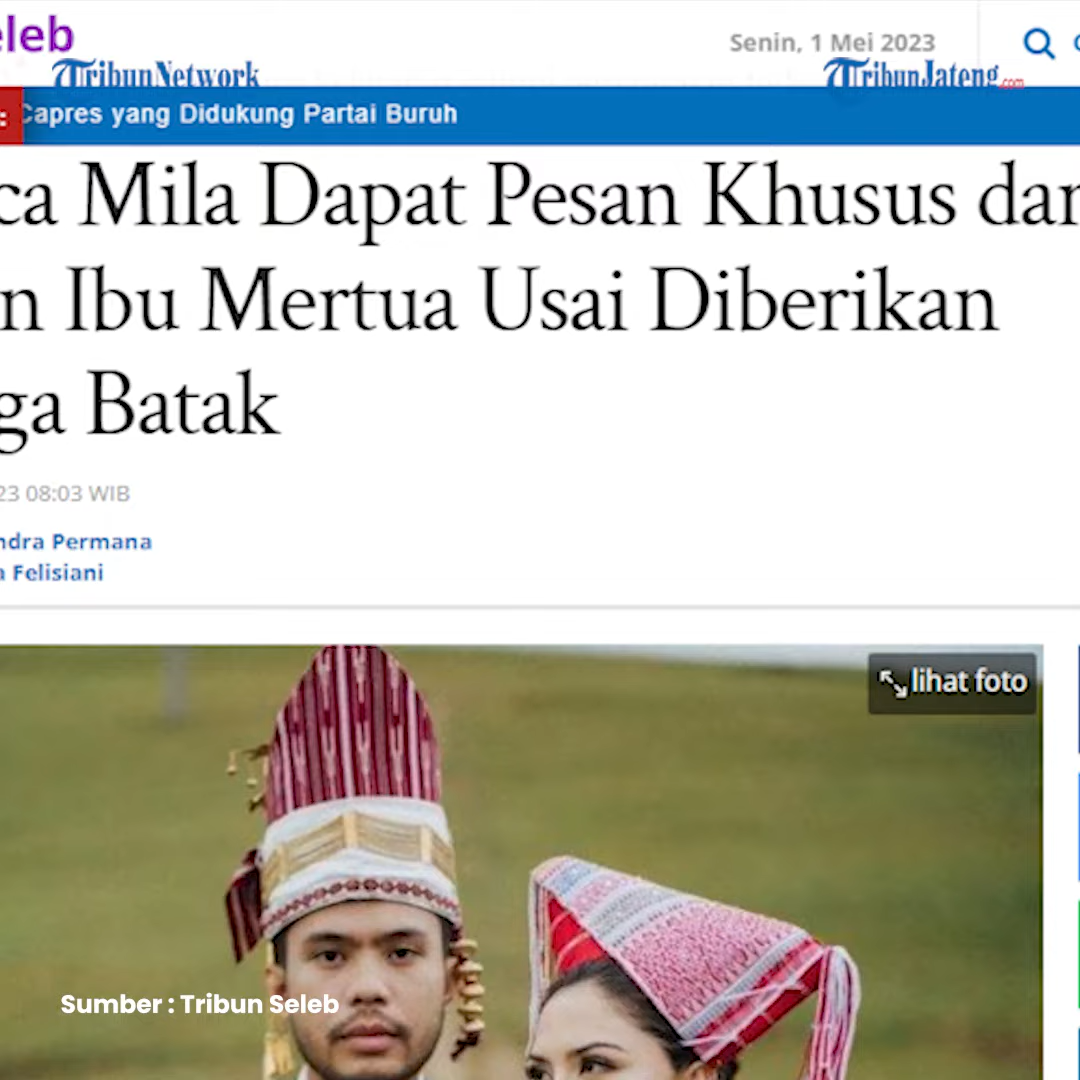 eleb
Senin, 1 Mei 2023
TribunNetwork
TribunJateng.com
: Capres yang Didukung Partai Buruh
ca Mila Dapat Pesan Khusus dar
n Ibu Mertua Usai Diberikan
ga Batak
23 08:03 WIB
ndra Permana
a Felisiani
lihat foto
Sumber : Tribun Seleb